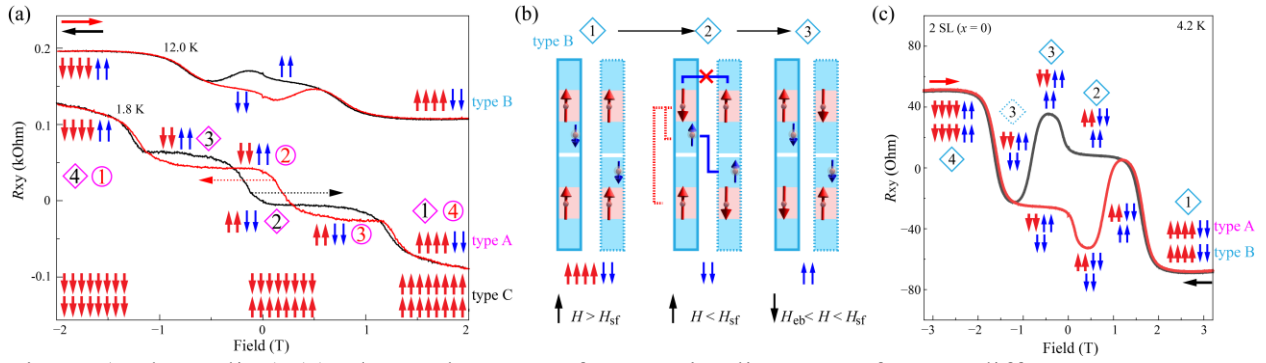 (a)
Rxy (kOhm)
0.2
0.1
0
-0.1
12.0 K
1.8 K
type B
③
②
④ ①
① ④
②
③
type A
type C
-2
-1
0
1
2
Field (T)
(b)
type B
1
2
3
H > Hsf
H < Hsf
Heb < H < Hsf
(c)
2 SL (x = 0)
4.2 K
Rxy (Ohm)
80
40
0
-40
-80
3
2
3
4
1
type A
type B
-3
-2
-1
0
1
2
3
Field (T)